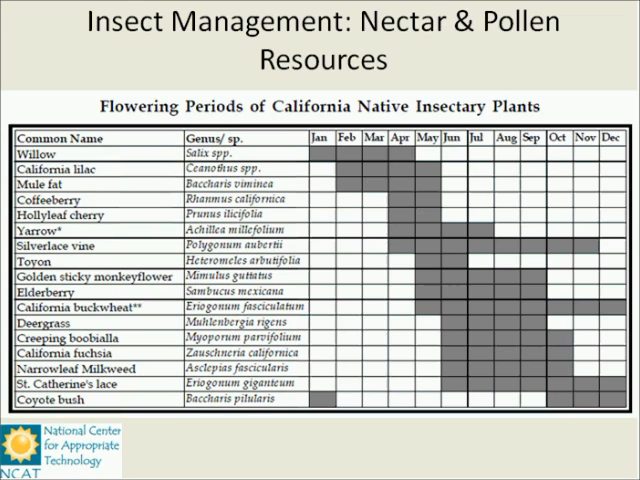 Insect Management: Nectar & Pollen
Resources
Flowering Periods of California Native Insectary Plants
Common Name Genus/ sp. Jan Feb Mar Apr May Jun Jul Aug Sep Oct Nov Dec
Willow Salix spp.
California lilac Ceanothus spp.
Mule fat Baccharis viminea
Coffeeberry Rhamnus californica
Hollyleaf cherry Prunus ilicifolia
Yarrow* Achillea millefolium
Silverlace vine Polygonum aubertii
Toyon Heteromeles arbutifolia
Golden sticky monkeyflower Mimulus guttatus
Elderberry Sambucus mexicana
California buckwheat** Eriogonum fasciculatum
Deergrass Muhlenbergia rigens
Creeping boobialla Myoporum parvifolium
California fuchsia Zauschneria californica
Narrowleaf Milkweed Asclepias fascicularis
St. Catherine's lace Eriogonum giganteum
Coyote bush Baccharis pilularis
National Center
for Appropriate
Technology
NCAT